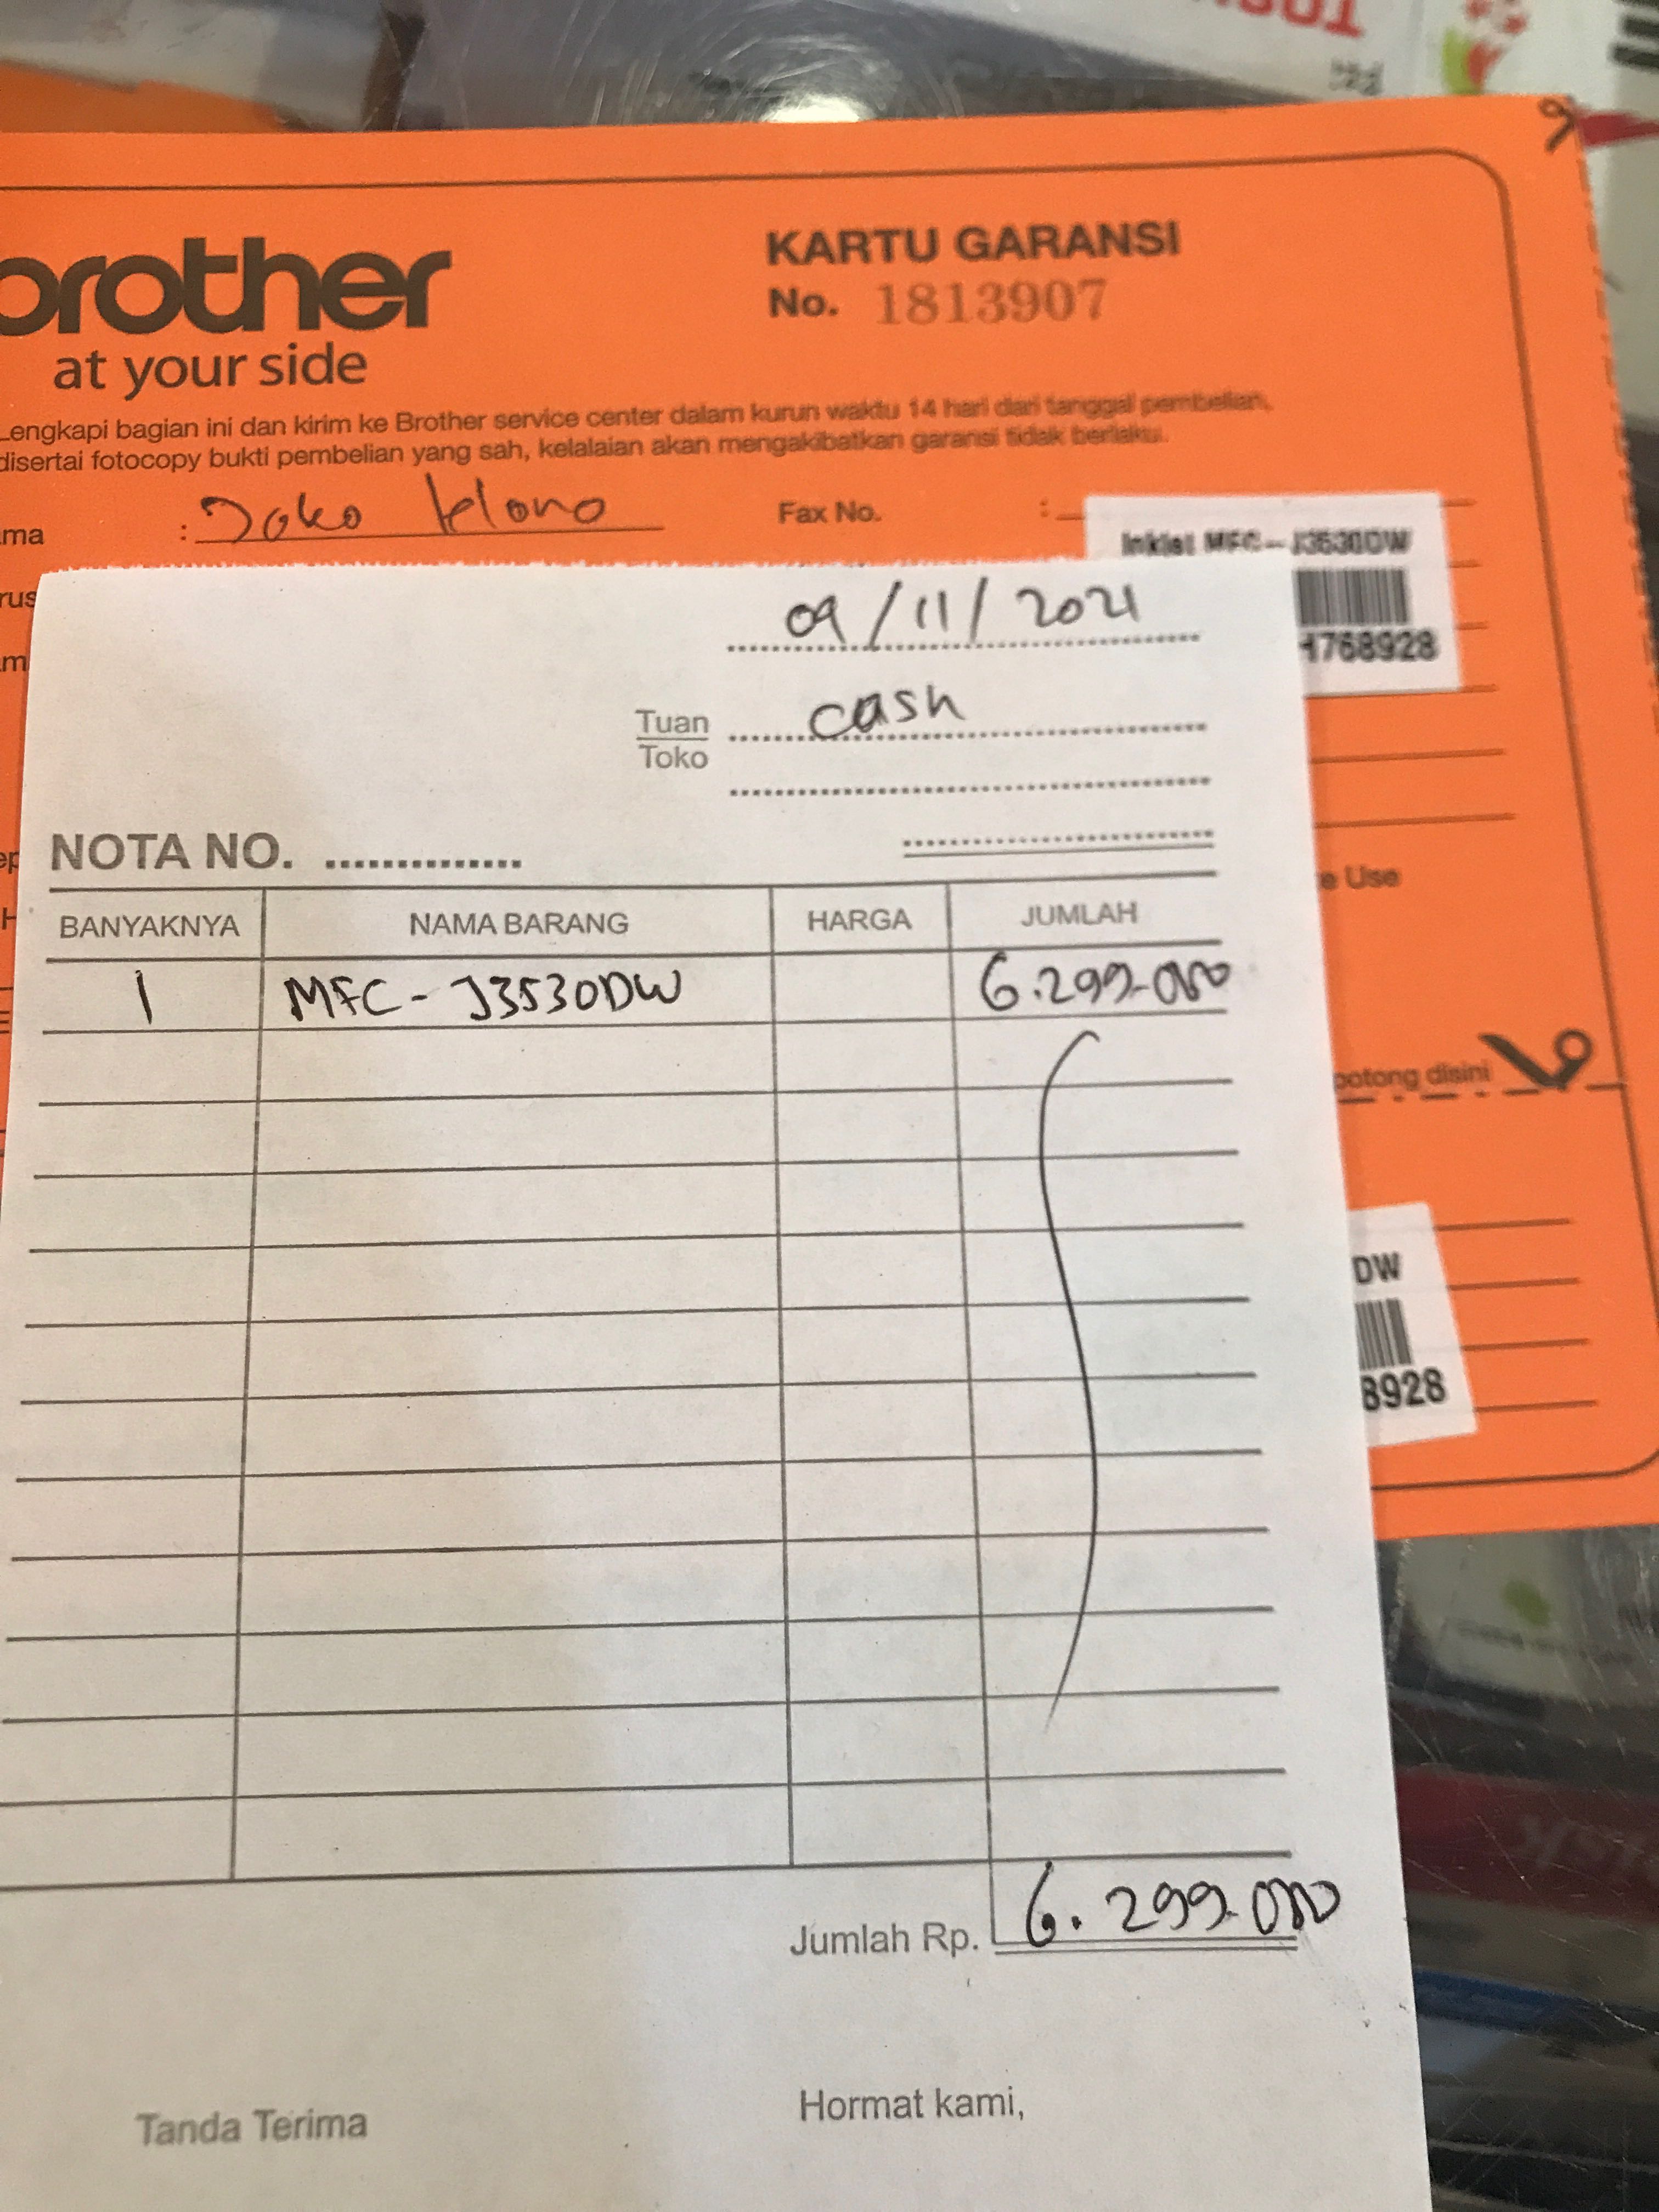 brother
at your side
KARTU GARANSI
No. 1813907
Lengkapi bagian ini dan kirim ke Brother service center dalam kurun waktu 14 hari dari tanggal pembelian,
disertai fotocopy bukti pembelian yang sah, kelalaian akan mengakibatkan garansi tidak berlaku.
ma : Joko Fax No. :
InkJet MFC-J3530DW
1768928
09/11/2021
Tuan cash
Toko
NOTA NO.
BANYAKNYA NAMA BARANG HARGA JUMLAH
1 MFC-J3530DW 6.299.000
e Use
potong disini
DW
8928
Jumlah Rp. 6.299.000
Tanda Terima Hormat kami,